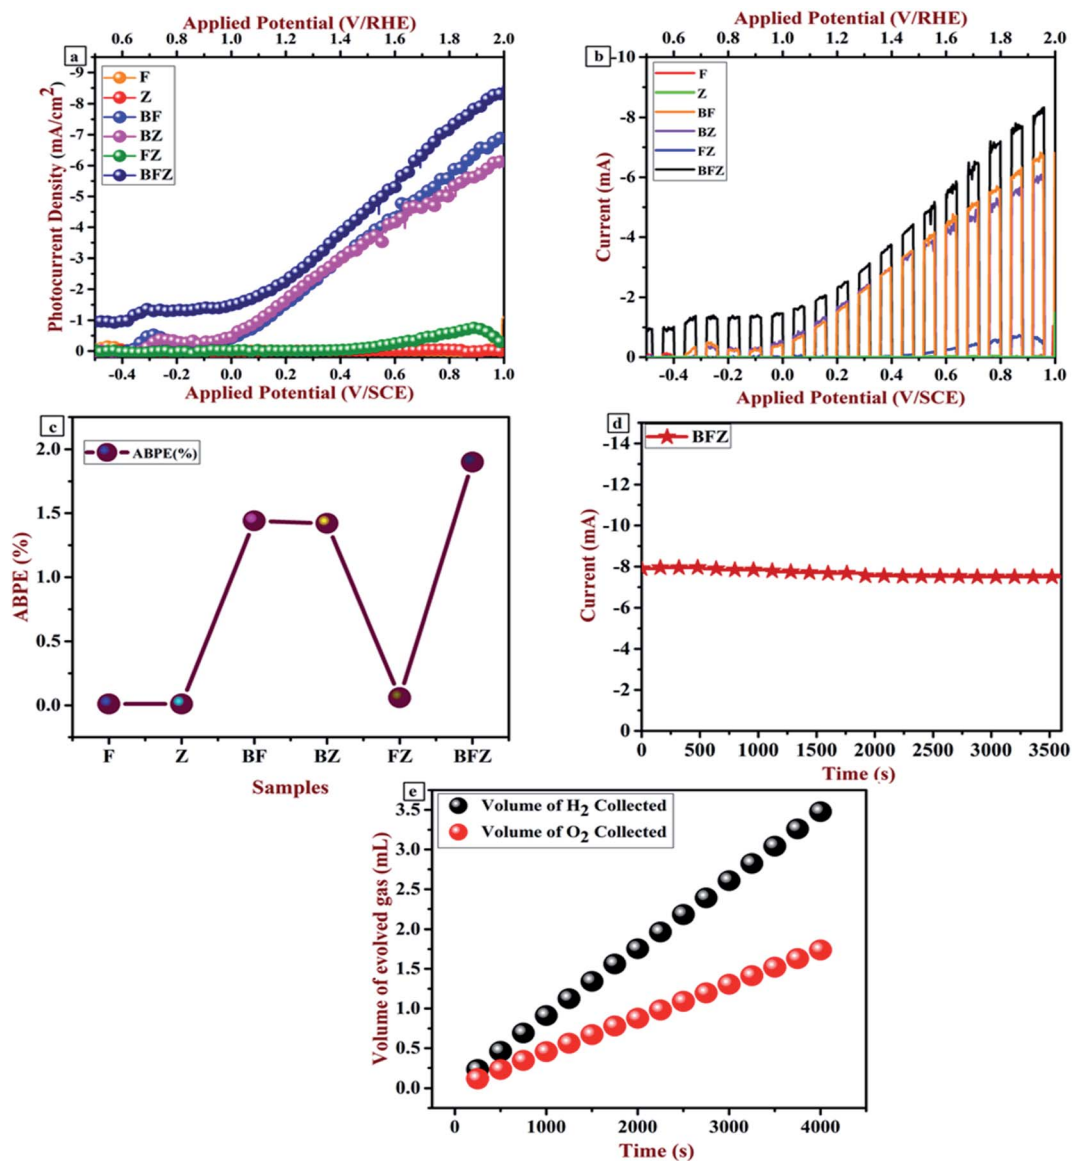 Applied Potential (V/RHE)
0.6 0.8 1.0 1.2 1.4 1.6 1.8 2.0
a
F
Z
BF
BZ
FZ
BFZ
Photocurrent Density (mA/cm²)
-9
-8
-7
-6
-5
-4
-3
-2
-1
0
-0.4 -0.2 0.0 0.2 0.4 0.6 0.8 1.0
Applied Potential (V/SCE)
Applied Potential (V/RHE)
0.6 0.8 1.0 1.2 1.4 1.6 1.8 2.0
b
F
Z
BF
BZ
FZ
BFZ
Current (mA)
-10
-8
-6
-4
-2
0
-0.4 -0.2 0.0 0.2 0.4 0.6 0.8 1.0
Applied Potential (V/SCE)
c
ABPE(%)
ABPE (%)
2.0
1.5
1.0
0.5
0.0
F Z BF BZ FZ BFZ
Samples
d
BFZ
Current (mA)
-14
-12
-10
-8
-6
-4
-2
0
0 500 1000 1500 2000 2500 3000 3500
Time (s)
e
Volume of H₂ Collected
Volume of O₂ Collected
Volume of evolved gas (mL)
3.5
3.0
2.5
2.0
1.5
1.0
0.5
0.0
0 1000 2000 3000 4000
Time (s)